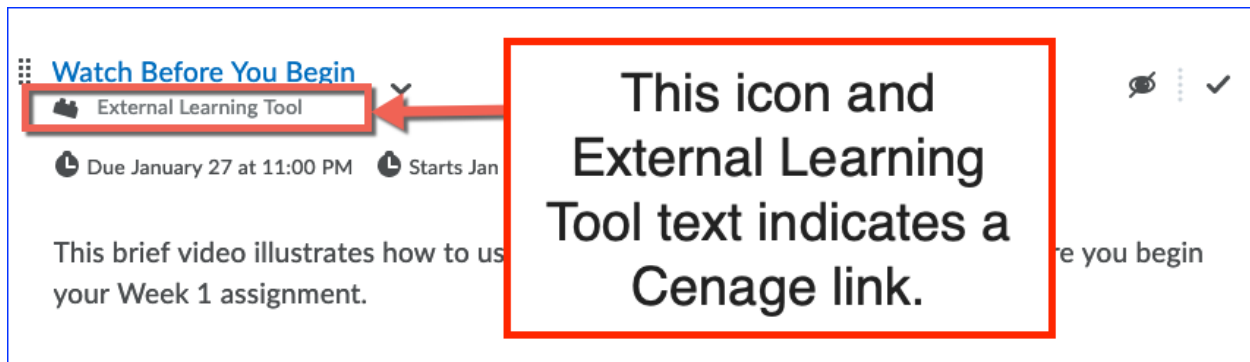 Watch Before You Begin
External Learning Tool
Due January 27 at 11:00 PM Starts Jan
This brief video illustrates how to us
re you begin
your Week 1 assignment.
This icon and
External Learning
Tool text indicates a
Cenage link.